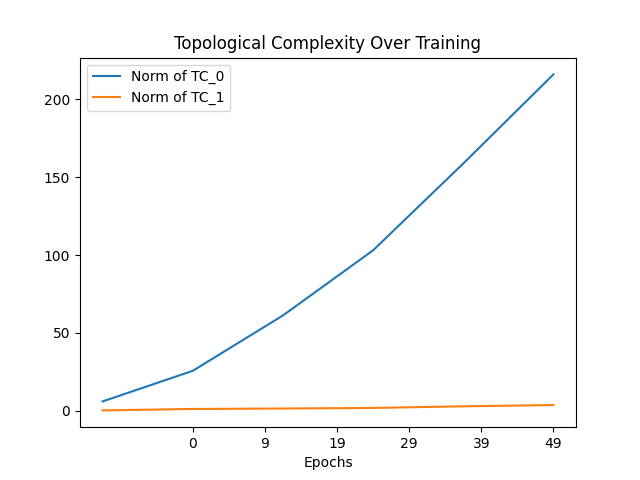 Topological Complexity Over Training
Norm of TC_0
Norm of TC_1
200
150
100
50
0
0 9 19 29 39 49
Epochs